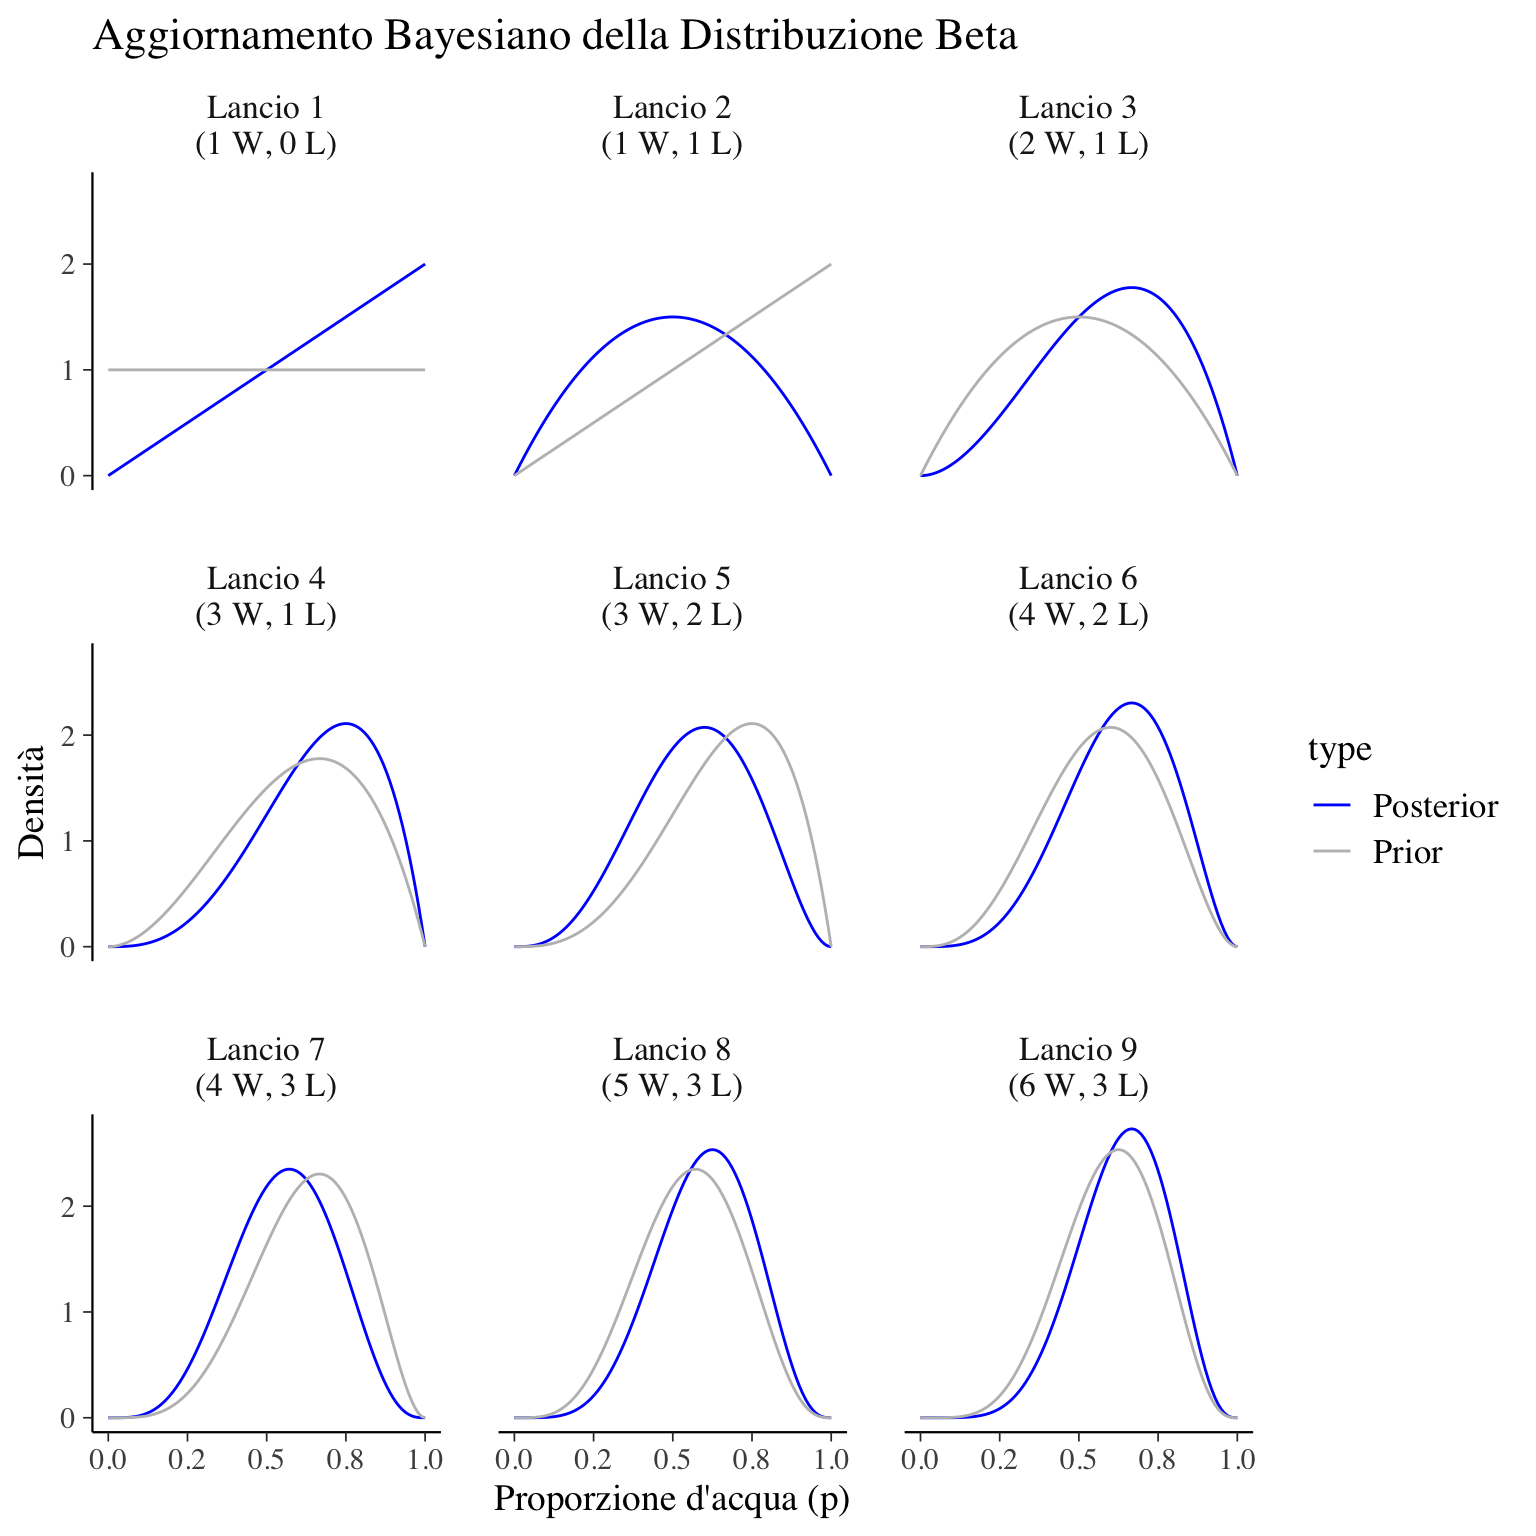 Aggiornamento Bayesiano della Distribuzione Beta
Lancio 1
(1 W, 0 L)
Lancio 2
(1 W, 1 L)
Lancio 3
(2 W, 1 L)
2
1
0
Lancio 4
(3 W, 1 L)
Lancio 5
(3 W, 2 L)
Lancio 6
(4 W, 2 L)
2
1
0
Densità
type
Posterior
Prior
Lancio 7
(4 W, 3 L)
Lancio 8
(5 W, 3 L)
Lancio 9
(6 W, 3 L)
2
1
0
0.0 0.2 0.5 0.8 1.0
0.0 0.2 0.5 0.8 1.0
0.0 0.2 0.5 0.8 1.0
Proporzione d'acqua (p)